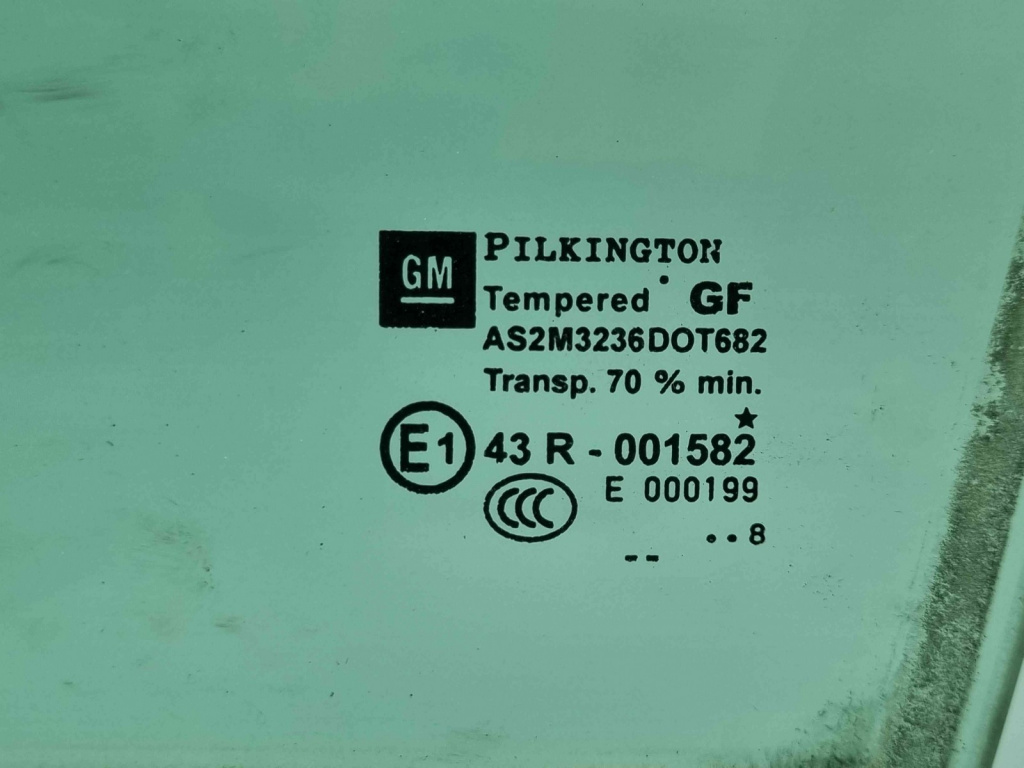 GM
PILKINGTON
Tempered GF
AS2M3236DOT682
Transp. 70 % min.
E1 43 R - 001582
CCC E 000199
..8
--